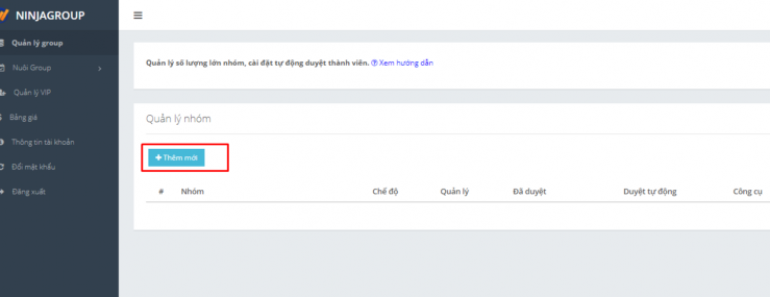 NINJAGROUP
Quản lý group
Nuôi Group
Quản lý VIP
Bảng giá
Thông tin tài khoản
Đổi mật khẩu
Đăng xuất
Quản lý số lượng lớn nhóm, cài đặt tự động duyệt thành viên. Xem hướng dẫn
Quản lý nhóm
+ Thêm mới
# Nhóm Chế độ Quản lý Đã duyệt Duyệt tự động Công cụ